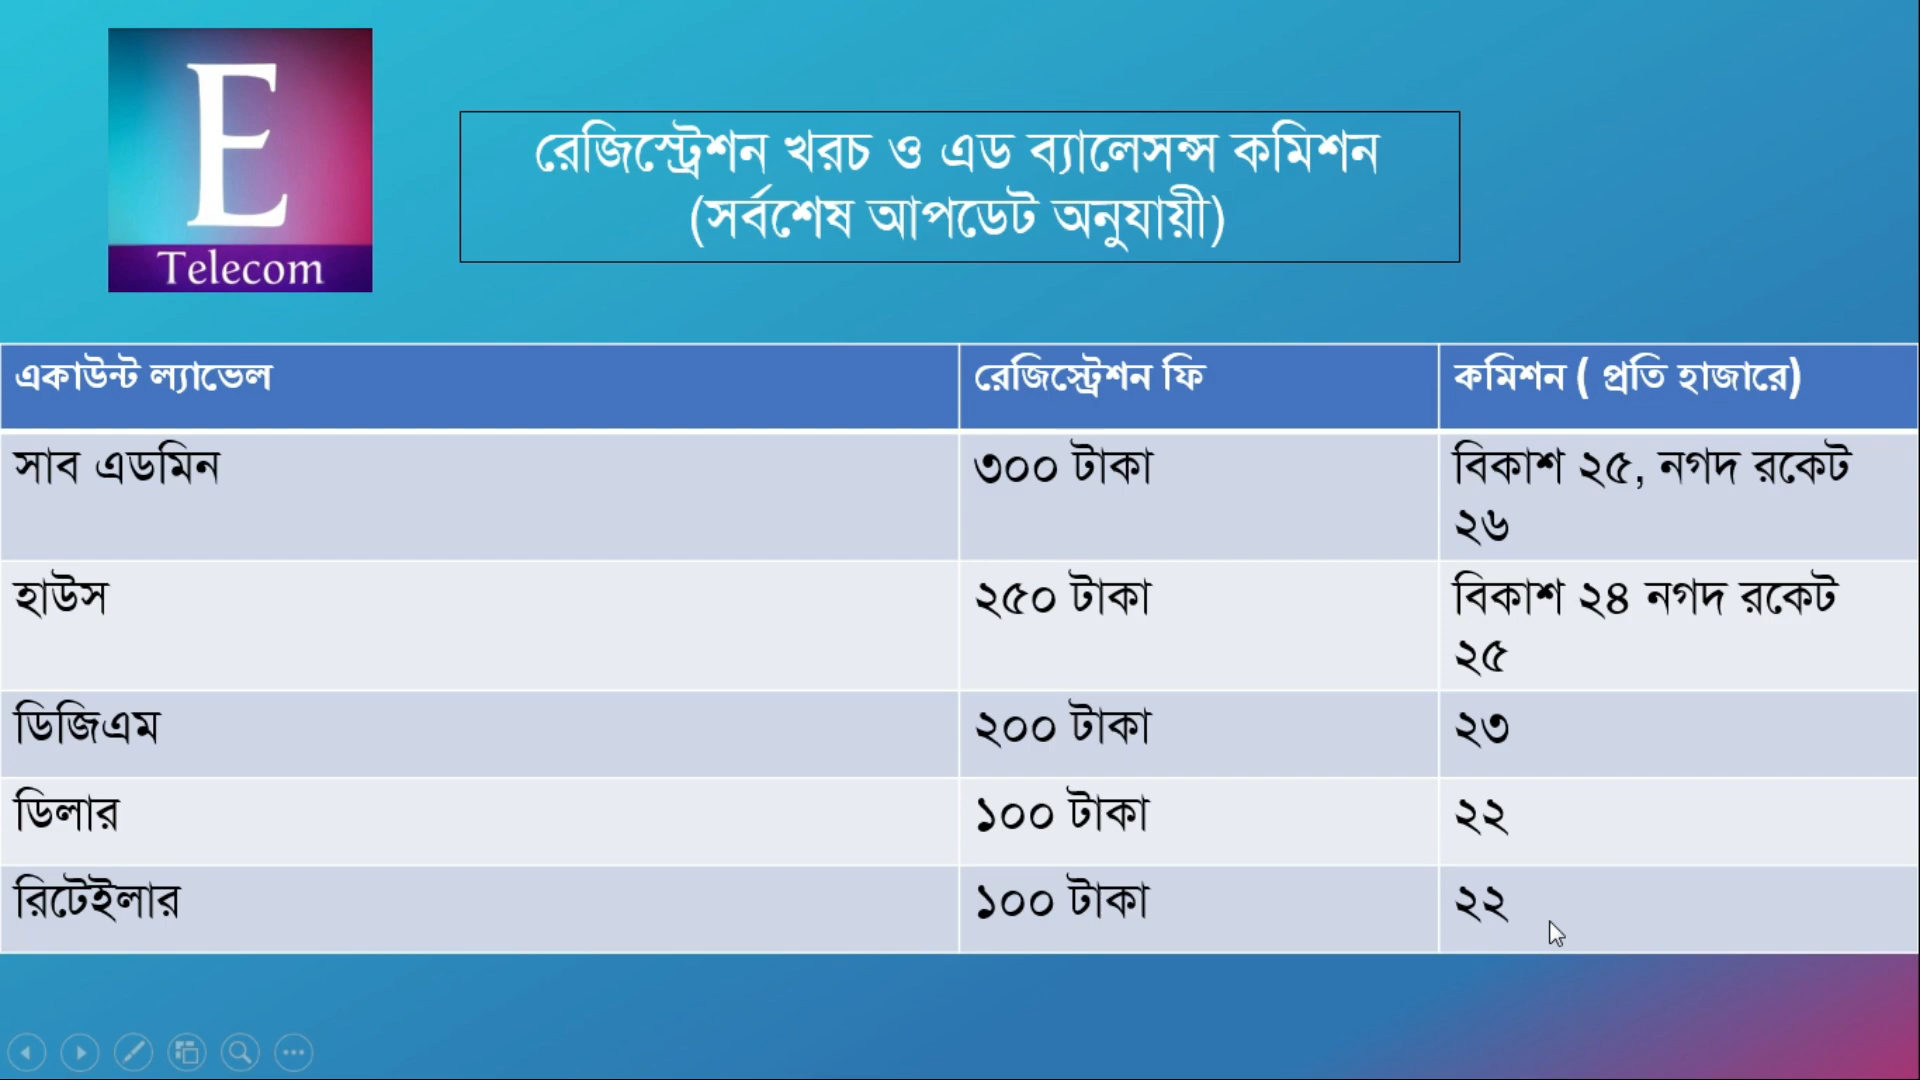 E
Telecom
রেজিস্ট্রেশন খরচ ও এড ব্যালেসন্স কমিশন
(সর্বশেষ আপডেট অনুযায়ী)
একাউন্ট ল্যাভেল
রেজিস্ট্রেশন ফি
কমিশন ( প্রতি হাজারে)
সাব এডমিন
৩০০ টাকা
বিকাশ ২৫, নগদ রকেট
২৬
হাউস
২৫০ টাকা
বিকাশ ২৪ নগদ রকেট
২৫
ডিজিএম
২০০ টাকা
২৩
ডিলার
১০০ টাকা
২২
রিটেইলার
১০০ টাকা
২২